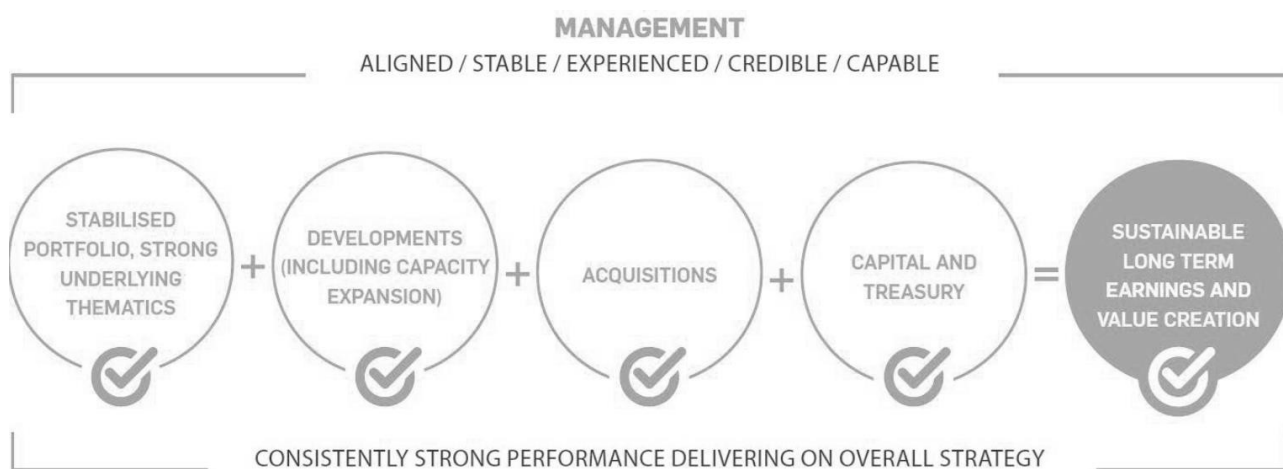 MANAGEMENT
ALIGNED / STABLE / EXPERIENCED / CREDIBLE / CAPABLE
STABILISED
PORTFOLIO, STRONG
UNDERLYING
THEMATICS
+
DEVELOPMENTS
(INCLUDING CAPACITY
EXPANSION)
+
ACQUISITIONS
+
CAPITAL AND
TREASURY
=
SUSTAINABLE
LONG TERM
EARNINGS AND
VALUE CREATION
CONSISTENTLY STRONG PERFORMANCE DELIVERING ON OVERALL STRATEGY